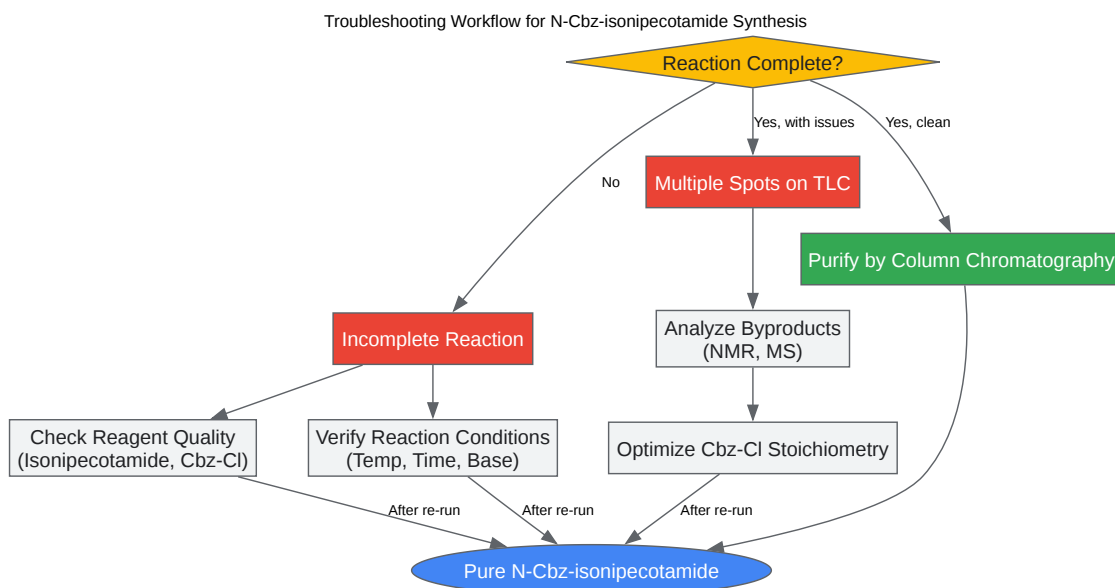 Troubleshooting Workflow for N-Cbz-isonipecotamide Synthesis
Reaction Complete?
Yes, with issues
Yes, clean
No
Multiple Spots on TLC
Purify by Column Chromatography
Incomplete Reaction
Analyze Byproducts
(NMR, MS)
Check Reagent Quality
(Isonipecotamide, Cbz-Cl)
Verify Reaction Conditions
(Temp, Time, Base)
Optimize Cbz-Cl Stoichiometry
After re-run
After re-run
After re-run
Pure N-Cbz-isonipecotamide